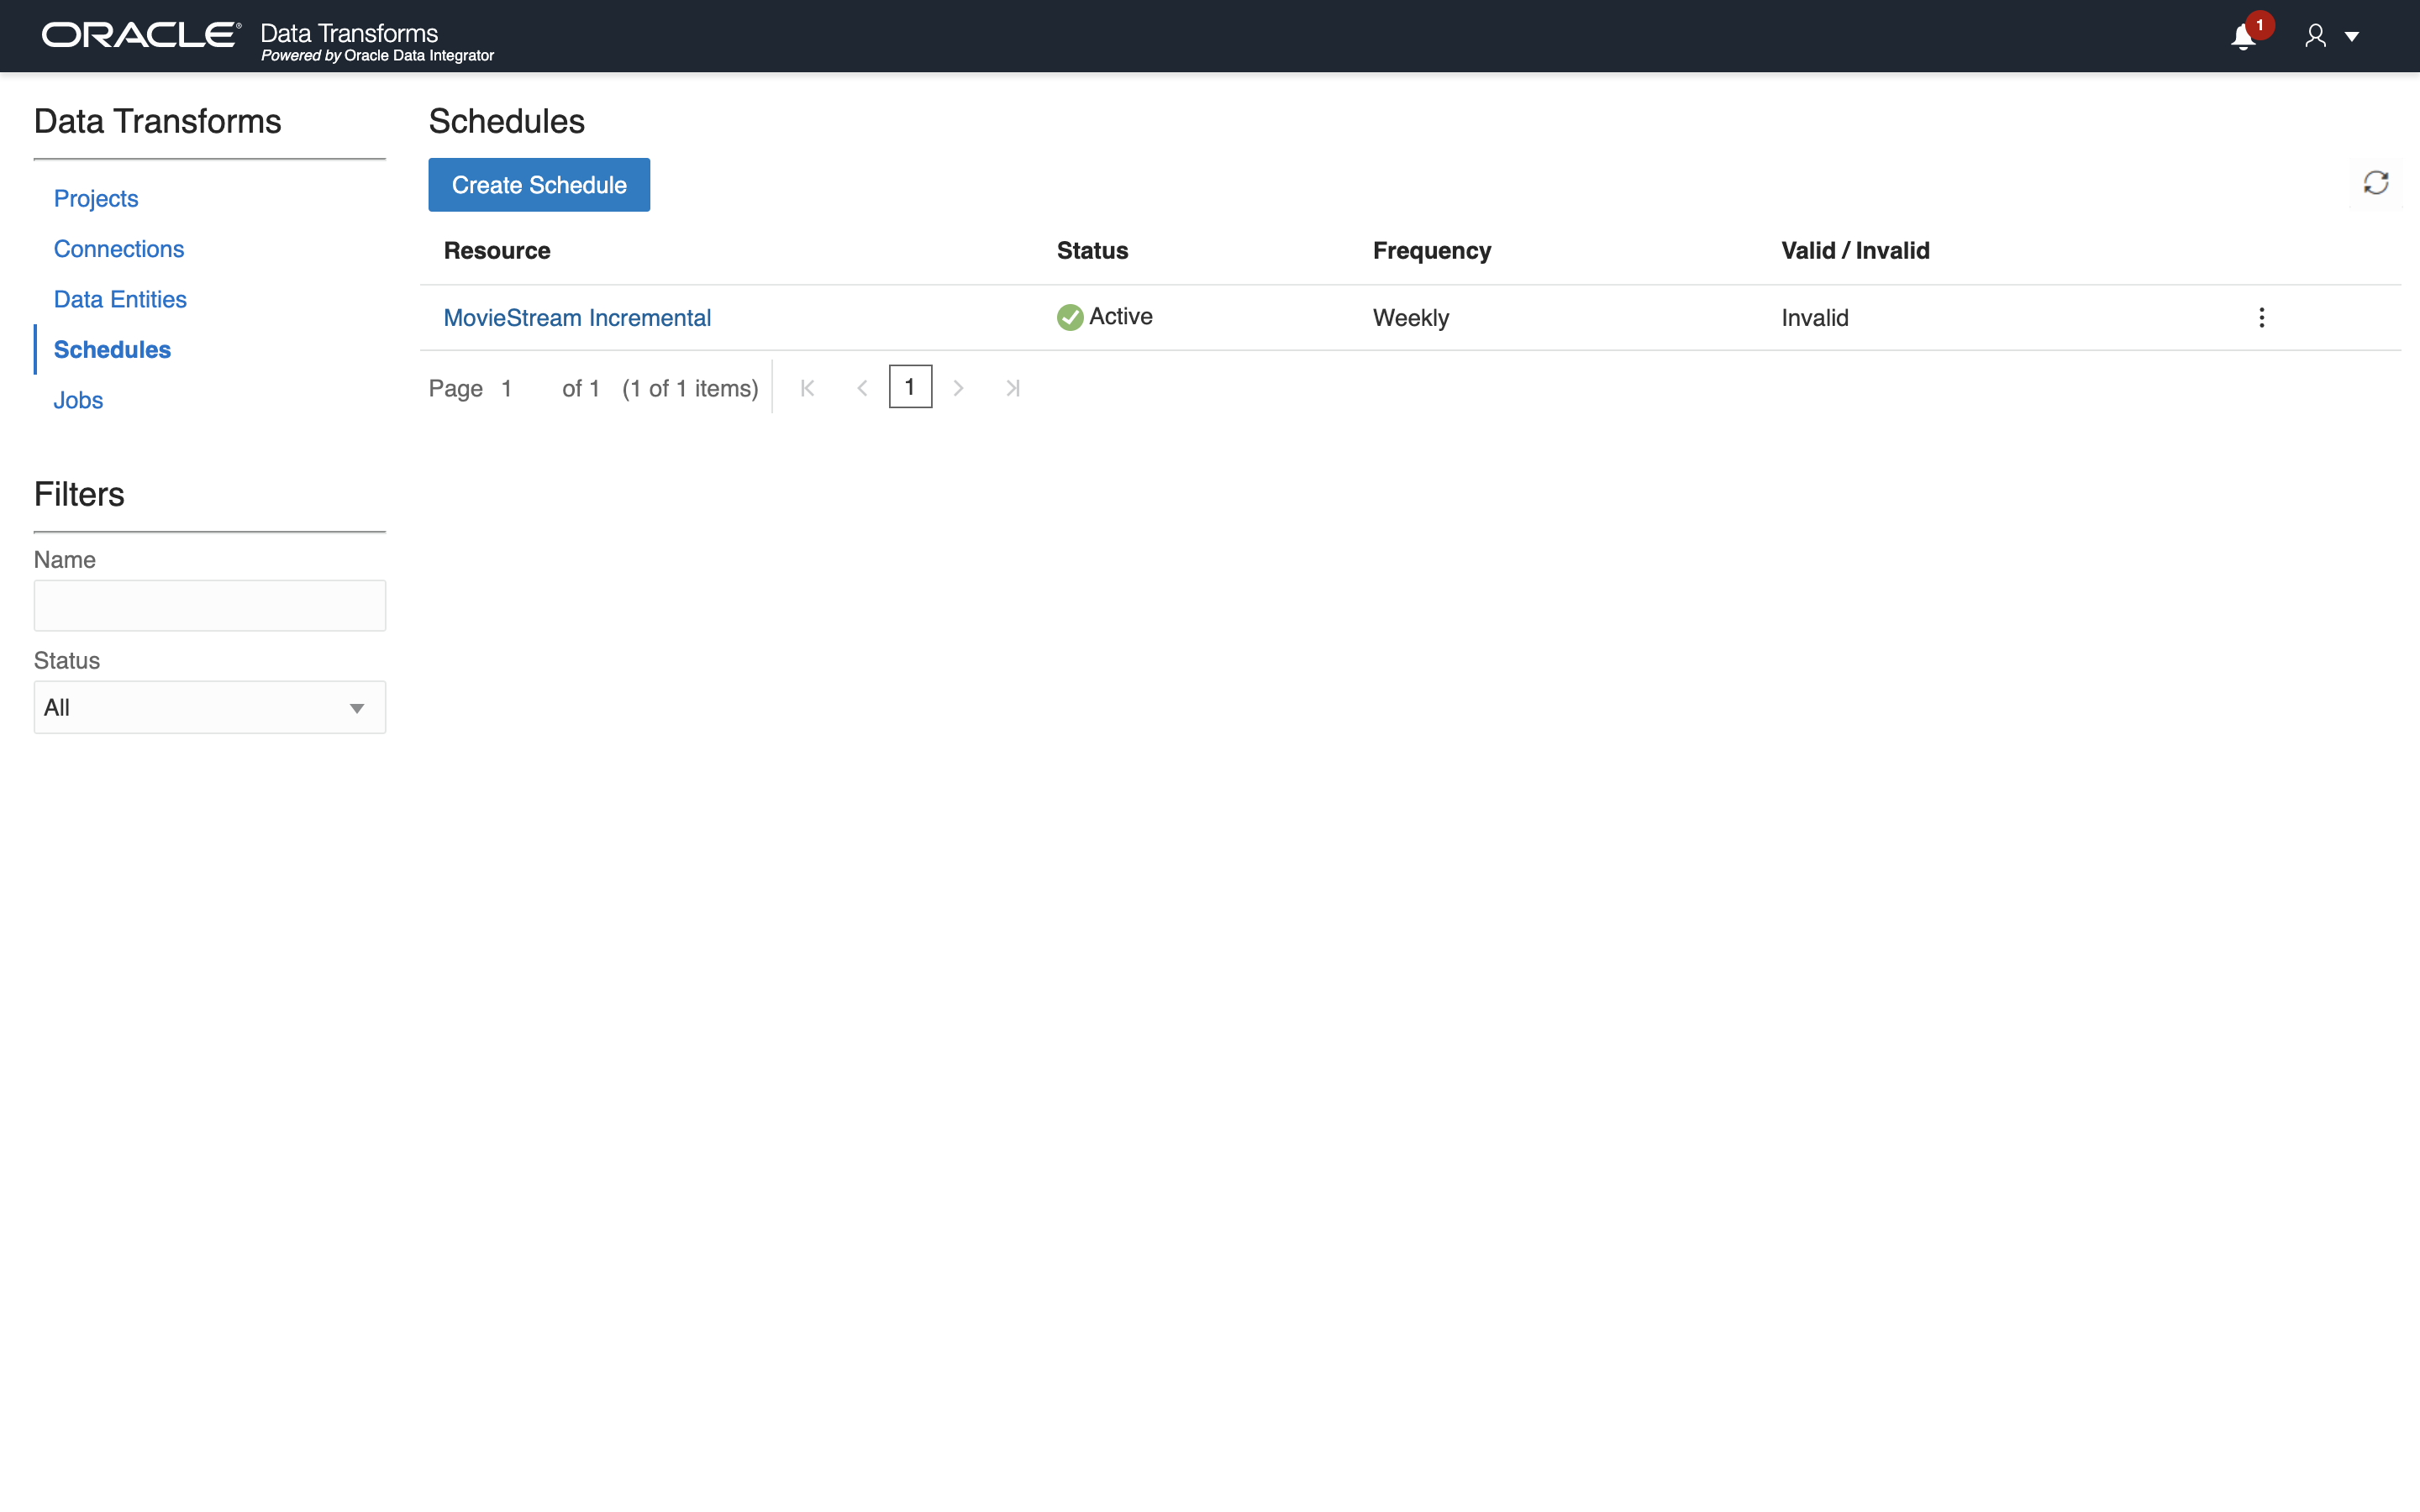 ORACLE® Data Transforms
Powered by Oracle Data Integrator
1
Data Transforms
Projects
Connections
Data Entities
Schedules
Jobs
Filters
Name
Status
All
Schedules
Create Schedule
Resource Status Frequency Valid / Invalid
MovieStream Incremental Active Weekly Invalid
Page 1 of 1 (1 of 1 items) 1